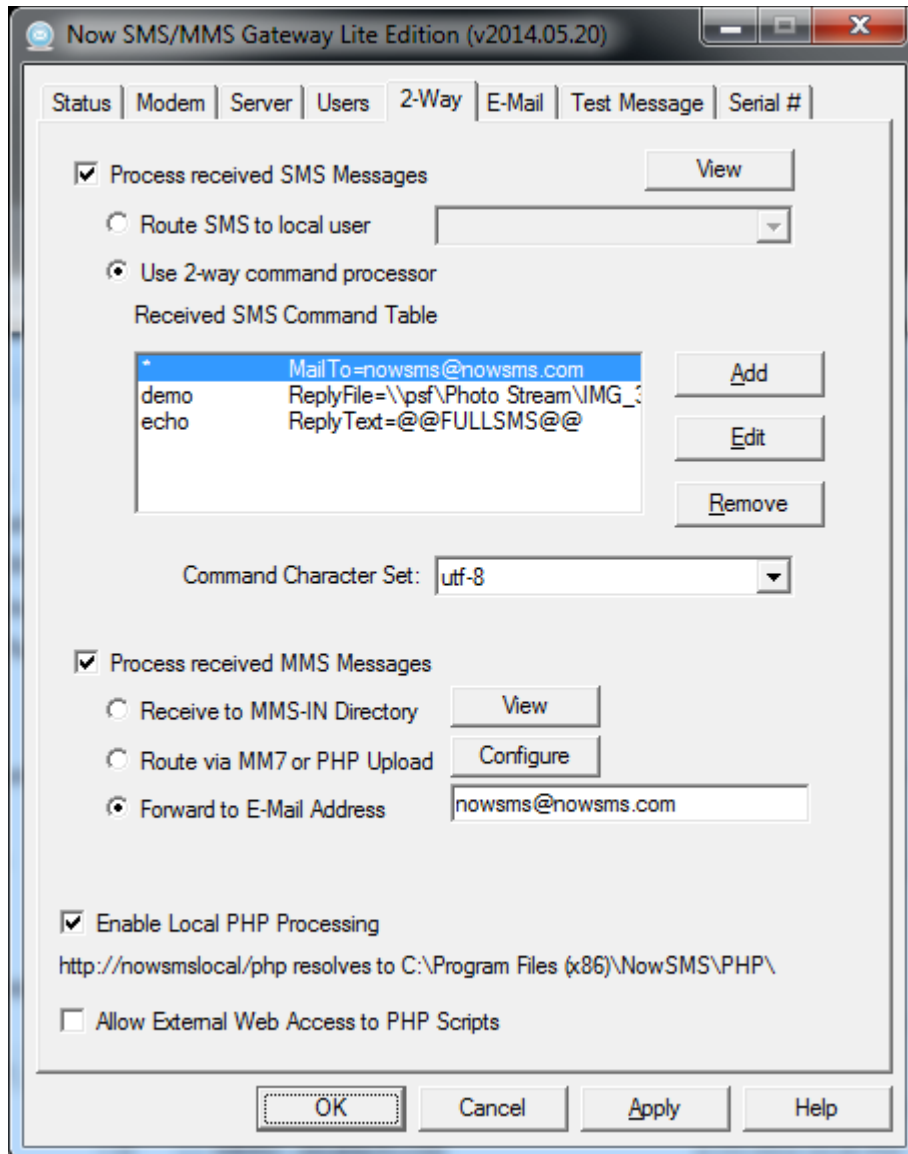 Now SMS/MMS Gateway Lite Edition (v2014.05.20)
Status Modem Server Users 2-Way E-Mail Test Message Serial #
Process received SMS Messages View
Route SMS to local user
Use 2-way command processor
Received SMS Command Table
* MailTo=nowsms@nowsms.com
demo ReplyFile=\\psf\Photo Stream\IMG_3
echo ReplyText=@@FULLSMS@@
Add
Edit
Remove
Command Character Set: utf-8
Process received MMS Messages
Receive to MMS-IN Directory View
Route via MM7 or PHP Upload Configure
Forward to E-Mail Address nowsms@nowsms.com
Enable Local PHP Processing
http://nowsmslocal/php resolves to C:\Program Files (x86)\NowSMS\PHP\
Allow External Web Access to PHP Scripts
OK Cancel Apply Help